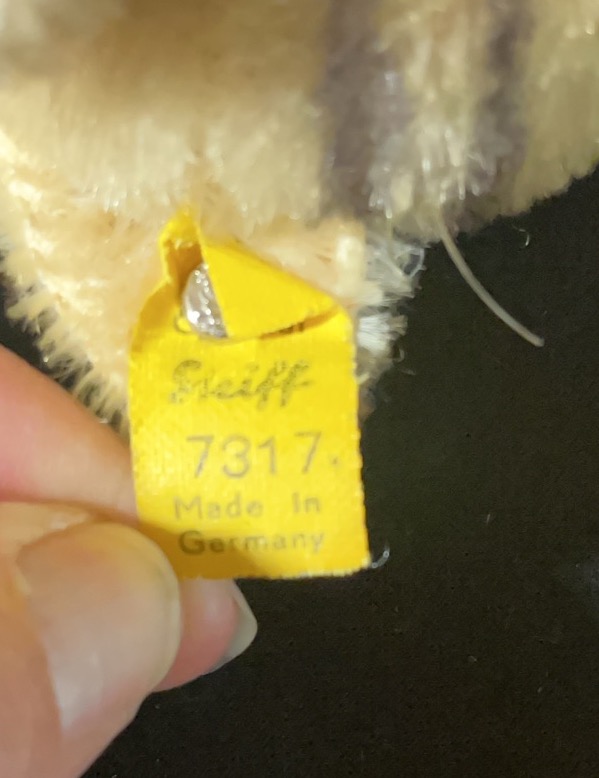 Steiff
7317.
Made in
Germany